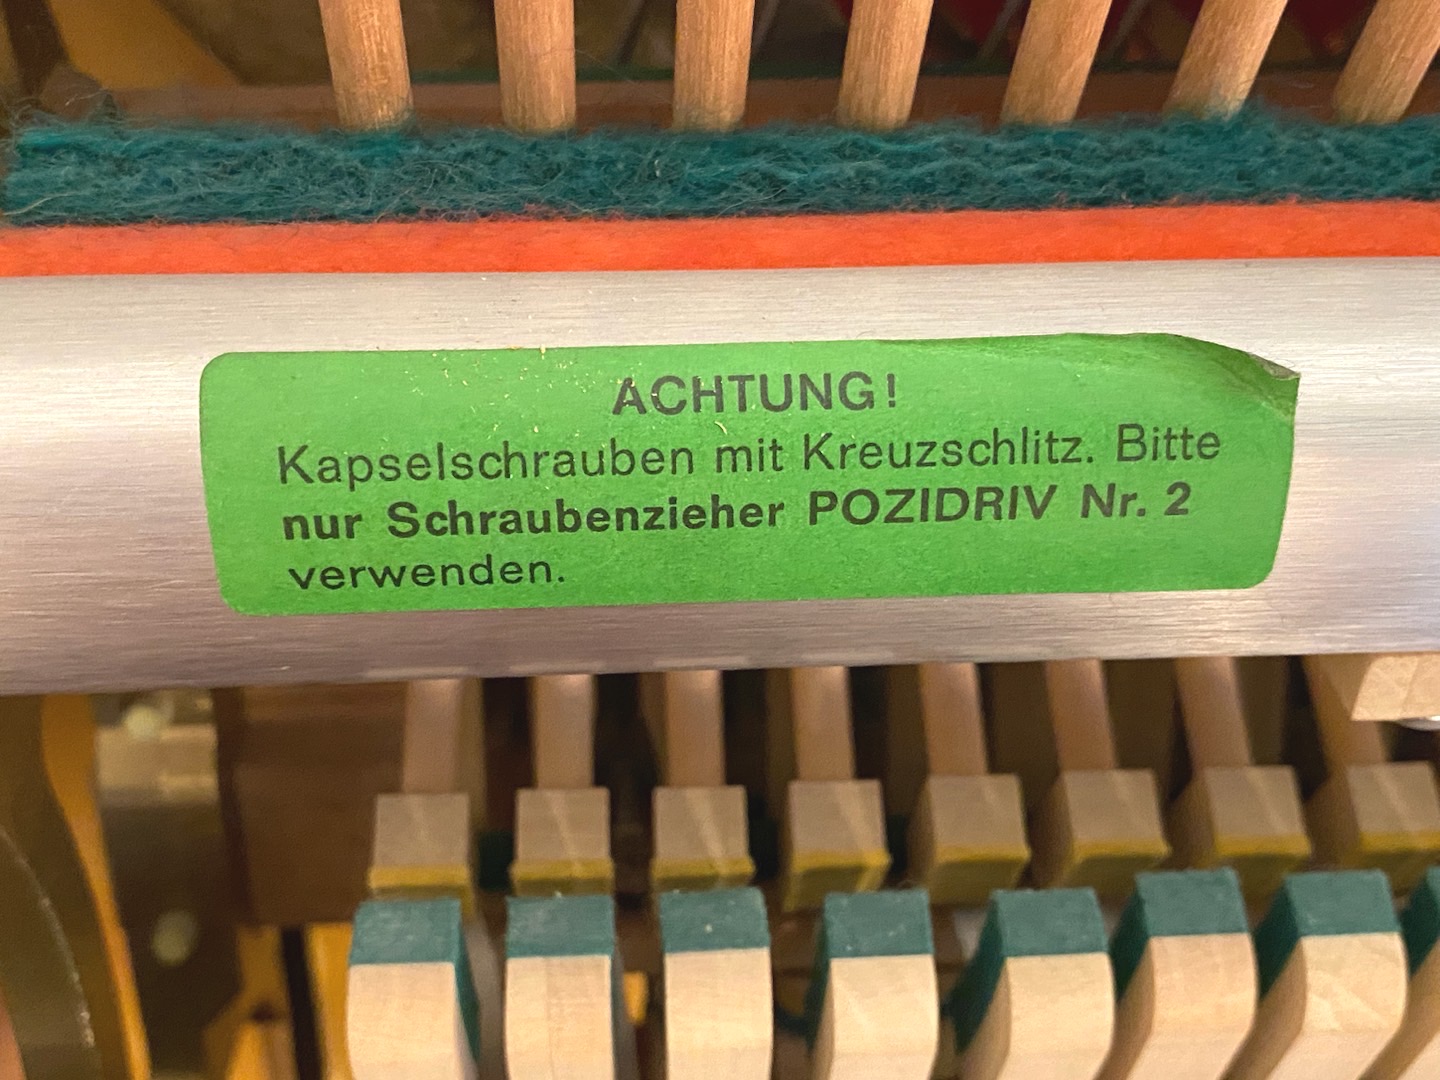 ACHTUNG!
Kapselschrauben mit Kreuzschlitz. Bitte
nur Schraubenzieher POZIDRIV Nr. 2
verwenden.